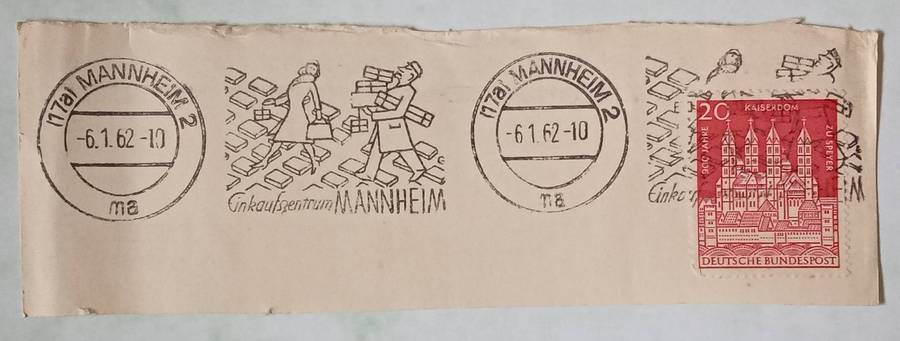 (17a) MANNHEIM 2
-6.1.62-10
ma
Einkaufszentrum MANNHEIM
(17a) MANNHEIM 2
-6.1.62-10
ma
20 KAISERDOM
900 JAHRE
ZU SPEYER
DEUTSCHE BUNDESPOST